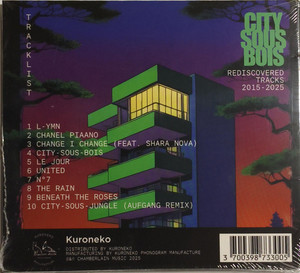 TRACKLIST
CITY
SOUS
BOIS
REDISCOVERED
TRACKS
2015-2025
1 L-YMN
2 CHANEL PIAANO
3 CHANGE I CHANGE (FEAT. SHARA NOVA)
4 CITY-SOUS-BOIS
5 LE JOUR
6 UNITED
7 N°7
8 THE RAIN
9 BENEATH THE ROSES
10 CITY-SOUS-JUNGLE (AUFGANG REMIX)
Kuroneko
DISTRIBUTED BY KURONEKO
MANUFACTURING BY KURONEKO PHONOGRAM MANUFACTURE
CHAMBERLAIN MUSIC 2025
3 700398 733005